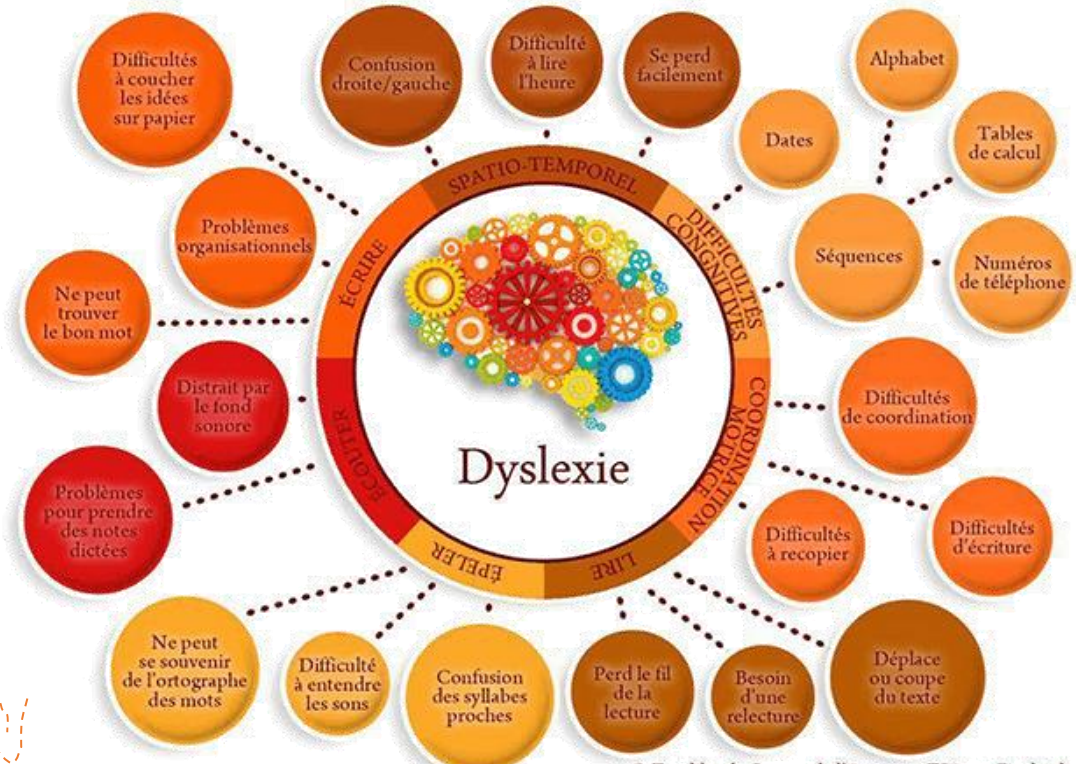 Difficultés
à coucher
les idées
sur papier
Confusion
droite/gauche
Difficulté
à lire
l'heure
Se perd
facilement
Alphabet
Dates
Tables
de calcul
Problèmes
organisationnels
SPATIO-TEMPOREL
DIFFICULTÉS
CONGNITIVES
Séquences
Numéros
de téléphone
ÉCRIRE
Ne peut
trouver
le bon mot
Distrait par
le fond
sonore
ÉCOUTER
Dyslexie
COORDINATION
MOTRICE
Difficultés
de coordination
Problèmes
pour prendre
des notes
dictées
Difficultés
à recopier
Difficultés
d'écriture
ÉPELER
LIRE
Ne peut
se souvenir
de l'ortographe
des mots
Difficulté
à entendre
les sons
Confusion
des syllabes
proches
Perd le fil
de la
lecture
Besoin
d'une
relecture
Déplace
ou coupe
du texte